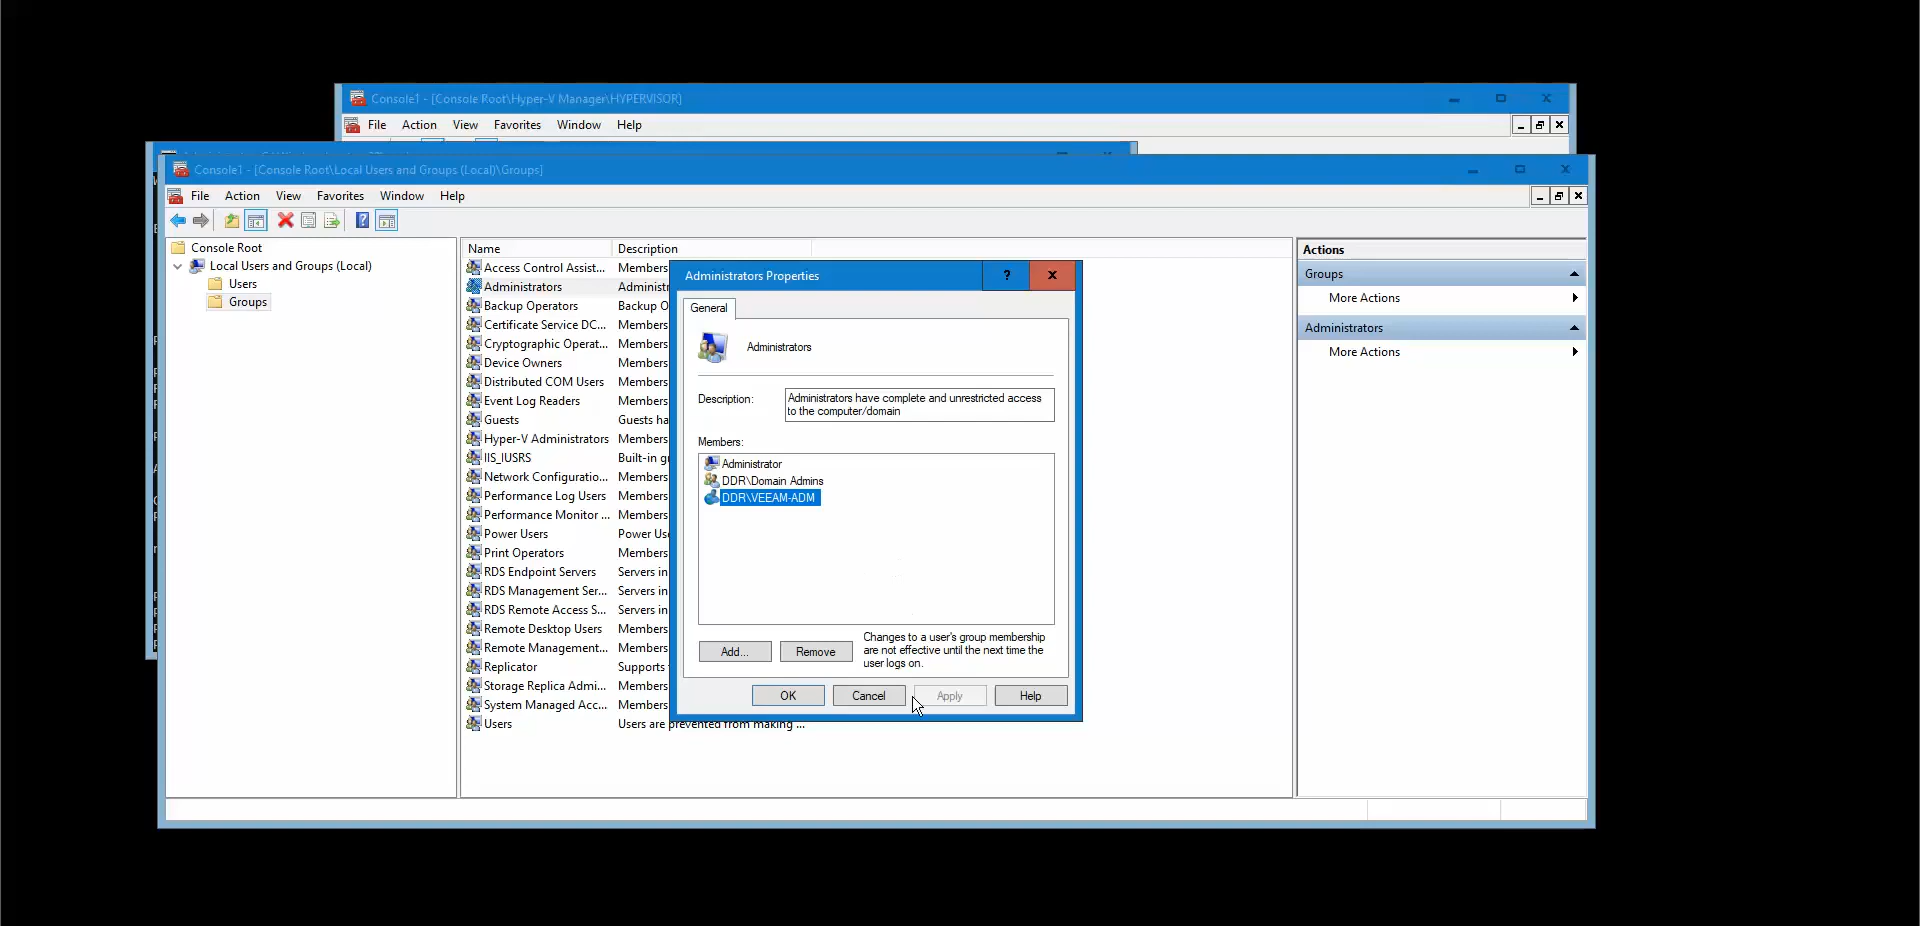 Console1 - [Console Root\Hyper-V Manager\HYPERVISOR]
File Action View Favorites Window Help
Console1 - [Console Root\Local Users and Groups (Local)\Groups]
File Action View Favorites Window Help
Console Root
Local Users and Groups (Local)
Users
Groups
Name Description
Access Control Assist... Members
Administrators Administr
Backup Operators Backup O
Certificate Service DC... Members
Cryptographic Operat... Members
Device Owners Members
Distributed COM Users Members
Event Log Readers Members
Guests Guests ha
Hyper-V Administrators Members
IIS_IUSRS Built-in g
Network Configuratio... Members
Performance Log Users Members
Performance Monitor ... Members
Power Users Power Use
Print Operators Members
RDS Endpoint Servers Servers in
RDS Management Ser... Servers in
RDS Remote Access S... Servers in
Remote Desktop Users Members
Remote Management... Members
Replicator Supports
Storage Replica Admi... Members
System Managed Acc... Members
Users Users are prevented from making ...
Administrators Properties ?
General
Administrators
Description: Administrators have complete and unrestricted access
to the computer/domain
Members:
Administrator
DDR\Domain Admins
DDR\VEEAM-ADM
Add... Remove
Changes to a user's group membership
are not effective until the next time the
user logs on.
OK Cancel Apply Help
Actions
Groups
More Actions
Administrators
More Actions